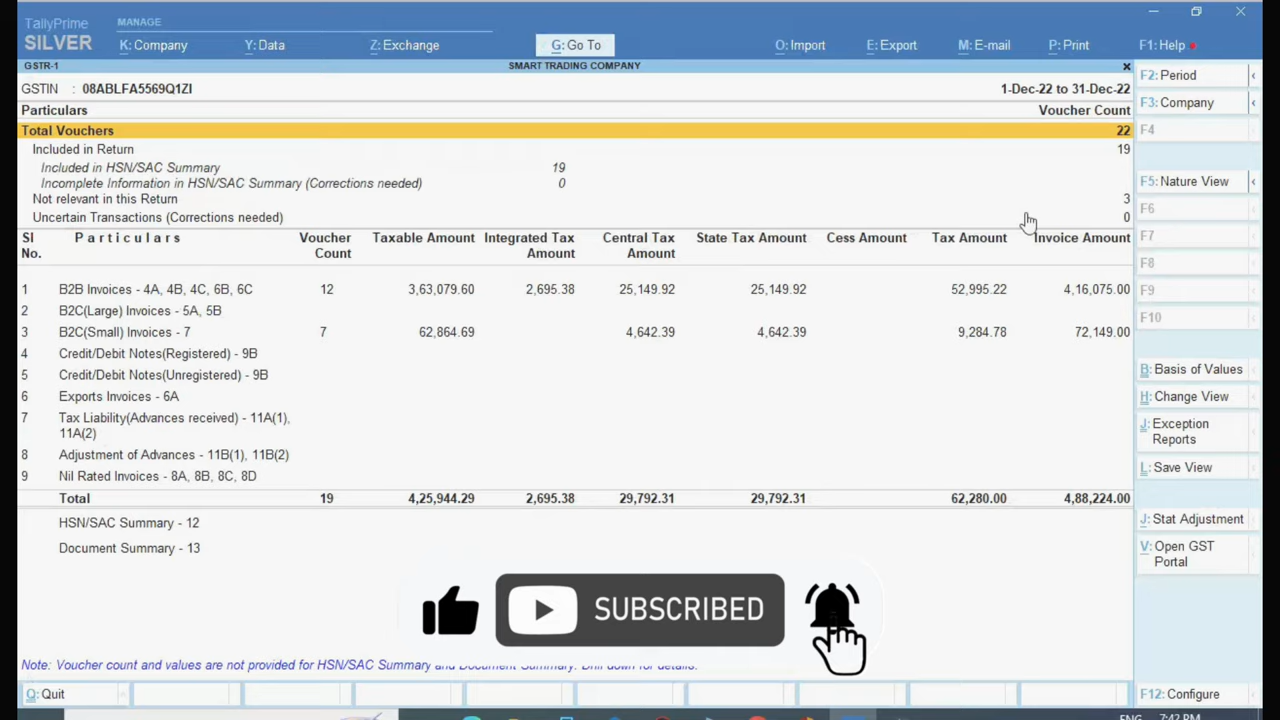 TallyPrime MANAGE
SILVER K: Company Y: Data Z: Exchange G: Go To O: Import E: Export M: E-mail P: Print F1: Help
GSTR-1 SMART TRADING COMPANY x
GSTIN : 08ABLFA5569Q1ZI 1-Dec-22 to 31-Dec-22
Particulars Voucher Count
Total Vouchers 22
Included in Return 19
Included in HSN/SAC Summary 19
Incomplete Information in HSN/SAC Summary (Corrections needed) 0
Not relevant in this Return 3
Uncertain Transactions (Corrections needed) 0
Sl No. Particulars Voucher Count Taxable Amount Integrated Tax Amount Central Tax Amount State Tax Amount Cess Amount Tax Amount Invoice Amount
1 B2B Invoices - 4A, 4B, 4C, 6B, 6C 12 3,63,079.60 2,695.38 25,149.92 25,149.92 52,995.22 4,16,075.00
2 B2C(Large) Invoices - 5A, 5B
3 B2C(Small) Invoices - 7 7 62,864.69 4,642.39 4,642.39 9,284.78 72,149.00
4 Credit/Debit Notes(Registered) - 9B
5 Credit/Debit Notes(Unregistered) - 9B
6 Exports Invoices - 6A
7 Tax Liability(Advances received) - 11A(1),
11A(2)
8 Adjustment of Advances - 11B(1), 11B(2)
9 Nil Rated Invoices - 8A, 8B, 8C, 8D
Total 19 4,25,944.29 2,695.38 29,792.31 29,792.31 62,280.00 4,88,224.00
HSN/SAC Summary - 12
Document Summary - 13
SUBSCRIBED
Note: Voucher count and values are not provided for HSN/SAC Summary and Document Summary. Drill down for details.
Q: Quit
F2: Period
F3: Company
F4
F5: Nature View
F6
F7
F8
F9
F10
B: Basis of Values
H: Change View
J: Exception
Reports
L: Save View
J: Stat Adjustment
V: Open GST
Portal
F12: Configure
ENG 7:42 PM